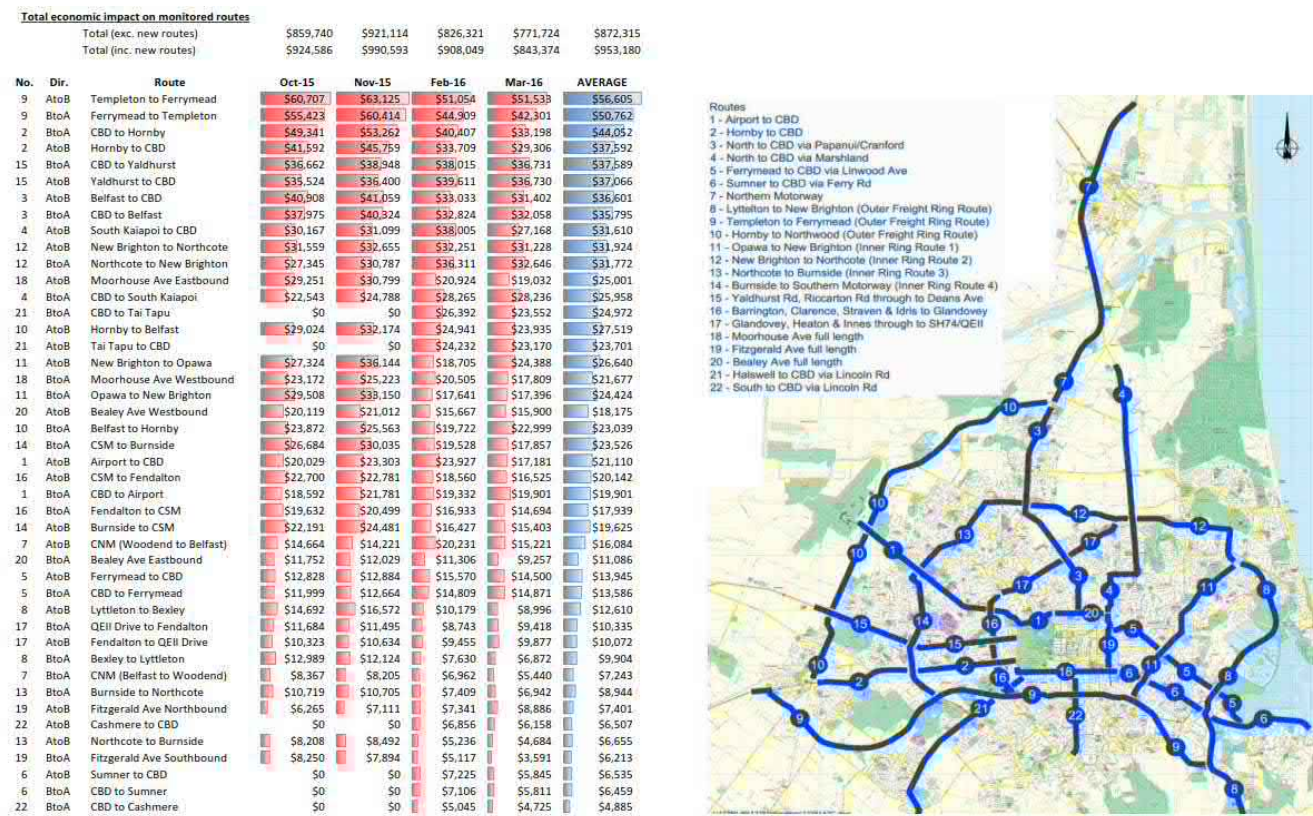 Total economic impact on monitored routes
Total (exc. new routes) $859,740 $921,114 $826,321 $771,724 $872,315
Total (inc. new routes) $924,586 $990,593 $908,049 $843,374 $953,180
No. Dir. Route Oct-15 Nov-15 Feb-16 Mar-16 AVERAGE
9 AtoB Templeton to Ferrymead $60,707 $63,125 $51,054 $51,533 $56,605
9 BtoA Ferrymead to Templeton $55,423 $60,414 $44,909 $42,301 $50,762
2 BtoA CBD to Hornby $49,341 $53,262 $40,407 $33,198 $44,052
2 AtoB Hornby to CBD $41,592 $45,759 $33,709 $29,306 $37,592
15 BtoA CBD to Yaldhurst $36,662 $38,948 $38,015 $36,731 $37,589
15 AtoB Yaldhurst to CBD $35,524 $36,400 $39,611 $36,730 $37,066
3 AtoB Belfast to CBD $40,908 $41,059 $33,033 $31,402 $36,601
3 BtoA CBD to Belfast $37,975 $40,324 $32,824 $32,058 $35,795
4 AtoB South Kaiapoi to CBD $30,167 $31,099 $38,005 $27,168 $31,610
12 AtoB New Brighton to Northcote $31,559 $32,655 $32,251 $31,228 $31,924
12 BtoA Northcote to New Brighton $27,345 $30,787 $36,311 $32,646 $31,772
18 AtoB Moorhouse Ave Eastbound $29,251 $30,799 $20,924 $19,032 $25,001
4 BtoA CBD to South Kaiapoi $22,543 $24,788 $28,265 $28,236 $25,958
21 BtoA CBD to Tai Tapu $0 $0 $26,392 $23,552 $24,972
10 AtoB Hornby to Belfast $29,024 $32,174 $24,941 $23,935 $27,519
21 AtoB Tai Tapu to CBD $0 $0 $24,232 $23,170 $23,701
11 AtoB New Brighton to Opawa $27,324 $36,144 $18,705 $24,388 $26,640
18 BtoA Moorhouse Ave Westbound $23,172 $25,223 $20,505 $17,809 $21,677
11 BtoA Opawa to New Brighton $29,508 $33,150 $17,641 $17,396 $24,424
20 AtoB Bealey Ave Westbound $20,119 $21,012 $15,667 $15,900 $18,175
10 BtoA Belfast to Hornby $23,872 $25,563 $19,722 $22,999 $23,039
14 BtoA CSM to Burnside $26,684 $30,035 $19,528 $17,857 $23,526
1 AtoB Airport to CBD $20,029 $23,303 $23,927 $17,181 $21,110
16 AtoB CSM to Fendalton $22,700 $22,781 $18,560 $16,525 $20,142
1 BtoA CBD to Airport $18,592 $21,781 $19,332 $19,901 $19,901
16 BtoA Fendalton to CSM $19,632 $20,499 $16,933 $14,694 $17,939
14 AtoB Burnside to CSM $22,191 $24,481 $16,427 $15,403 $19,625
7 AtoB CNM (Woodend to Belfast) $14,664 $14,221 $20,231 $15,221 $16,084
20 BtoA Bealey Ave Eastbound $11,752 $12,029 $11,306 $9,257 $11,086
5 AtoB Ferrymead to CBD $12,828 $12,884 $15,570 $14,500 $13,945
5 BtoA CBD to Ferrymead $11,999 $12,664 $14,809 $14,871 $13,586
8 AtoB Lyttleton to Bexley $14,692 $16,572 $10,179 $8,996 $12,610
17 BtoA QEII Drive to Fendalton $11,684 $11,495 $8,743 $9,418 $10,335
17 AtoB Fendalton to QEII Drive $10,323 $10,634 $9,455 $9,877 $10,072
8 BtoA Bexley to Lyttleton $12,989 $12,124 $7,630 $6,872 $9,904
7 BtoA CNM (Belfast to Woodend) $8,367 $8,205 $6,962 $5,440 $7,243
13 BtoA Burnside to Northcote $10,719 $10,705 $7,409 $6,942 $8,944
19 AtoB Fitzgerald Ave Northbound $6,265 $7,111 $7,341 $8,886 $7,401
22 AtoB Cashmere to CBD $0 $0 $6,856 $6,158 $6,507
13 AtoB Northcote to Burnside $8,208 $8,492 $5,236 $4,684 $6,655
19 BtoA Fitzgerald Ave Southbound $8,250 $7,894 $5,117 $3,591 $6,213
6 AtoB Sumner to CBD $0 $0 $7,225 $5,845 $6,535
6 BtoA CBD to Sumner $0 $0 $7,106 $5,811 $6,459
22 BtoA CBD to Cashmere $0 $0 $5,045 $4,725 $4,885
Routes
1 - Airport to CBD
2 - Hornby to CBD
3 - North to CBD via Papanui/Cranford
4 - North to CBD via Marshland
5 - Ferrymead to CBD via Linwood Ave
6 - Sumner to CBD via Ferry Rd
7 - Northern Motorway
8 - Lyttelton to New Brighton (Outer Freight Ring Route)
9 - Templeton to Ferrymead (Outer Freight Ring Route)
10 - Hornby to Northwood (Outer Freight Ring Route)
11 - Opawa to New Brighton (Inner Ring Route 1)
12 - New Brighton to Northcote (Inner Ring Route 2)
13 - Northcote to Burnside (Inner Ring Route 3)
14 - Burnside to Southern Motorway (Inner Ring Route 4)
15 - Yaldhurst Rd, Riccarton Rd through to Deans Ave
16 - Barrington, Clarence, Straven & Idris to Glandovey
17 - Glandovey, Heaton & Innes through to SH74/QEII
18 - Moorhouse Ave full length
19 - Fitzgerald Ave full length
20 - Bealey Ave full length
21 - Halswell to CBD via Lincoln Rd
22 - South to CBD via Lincoln Rd
7
7
4
10
3
10
12
12
13
10
1
17
17
3
4
11
8
20
14
16
1
15
5
15
19
10
2
2
16
18
6
11
5
8
6
5
9
21
9
22
6
9
8